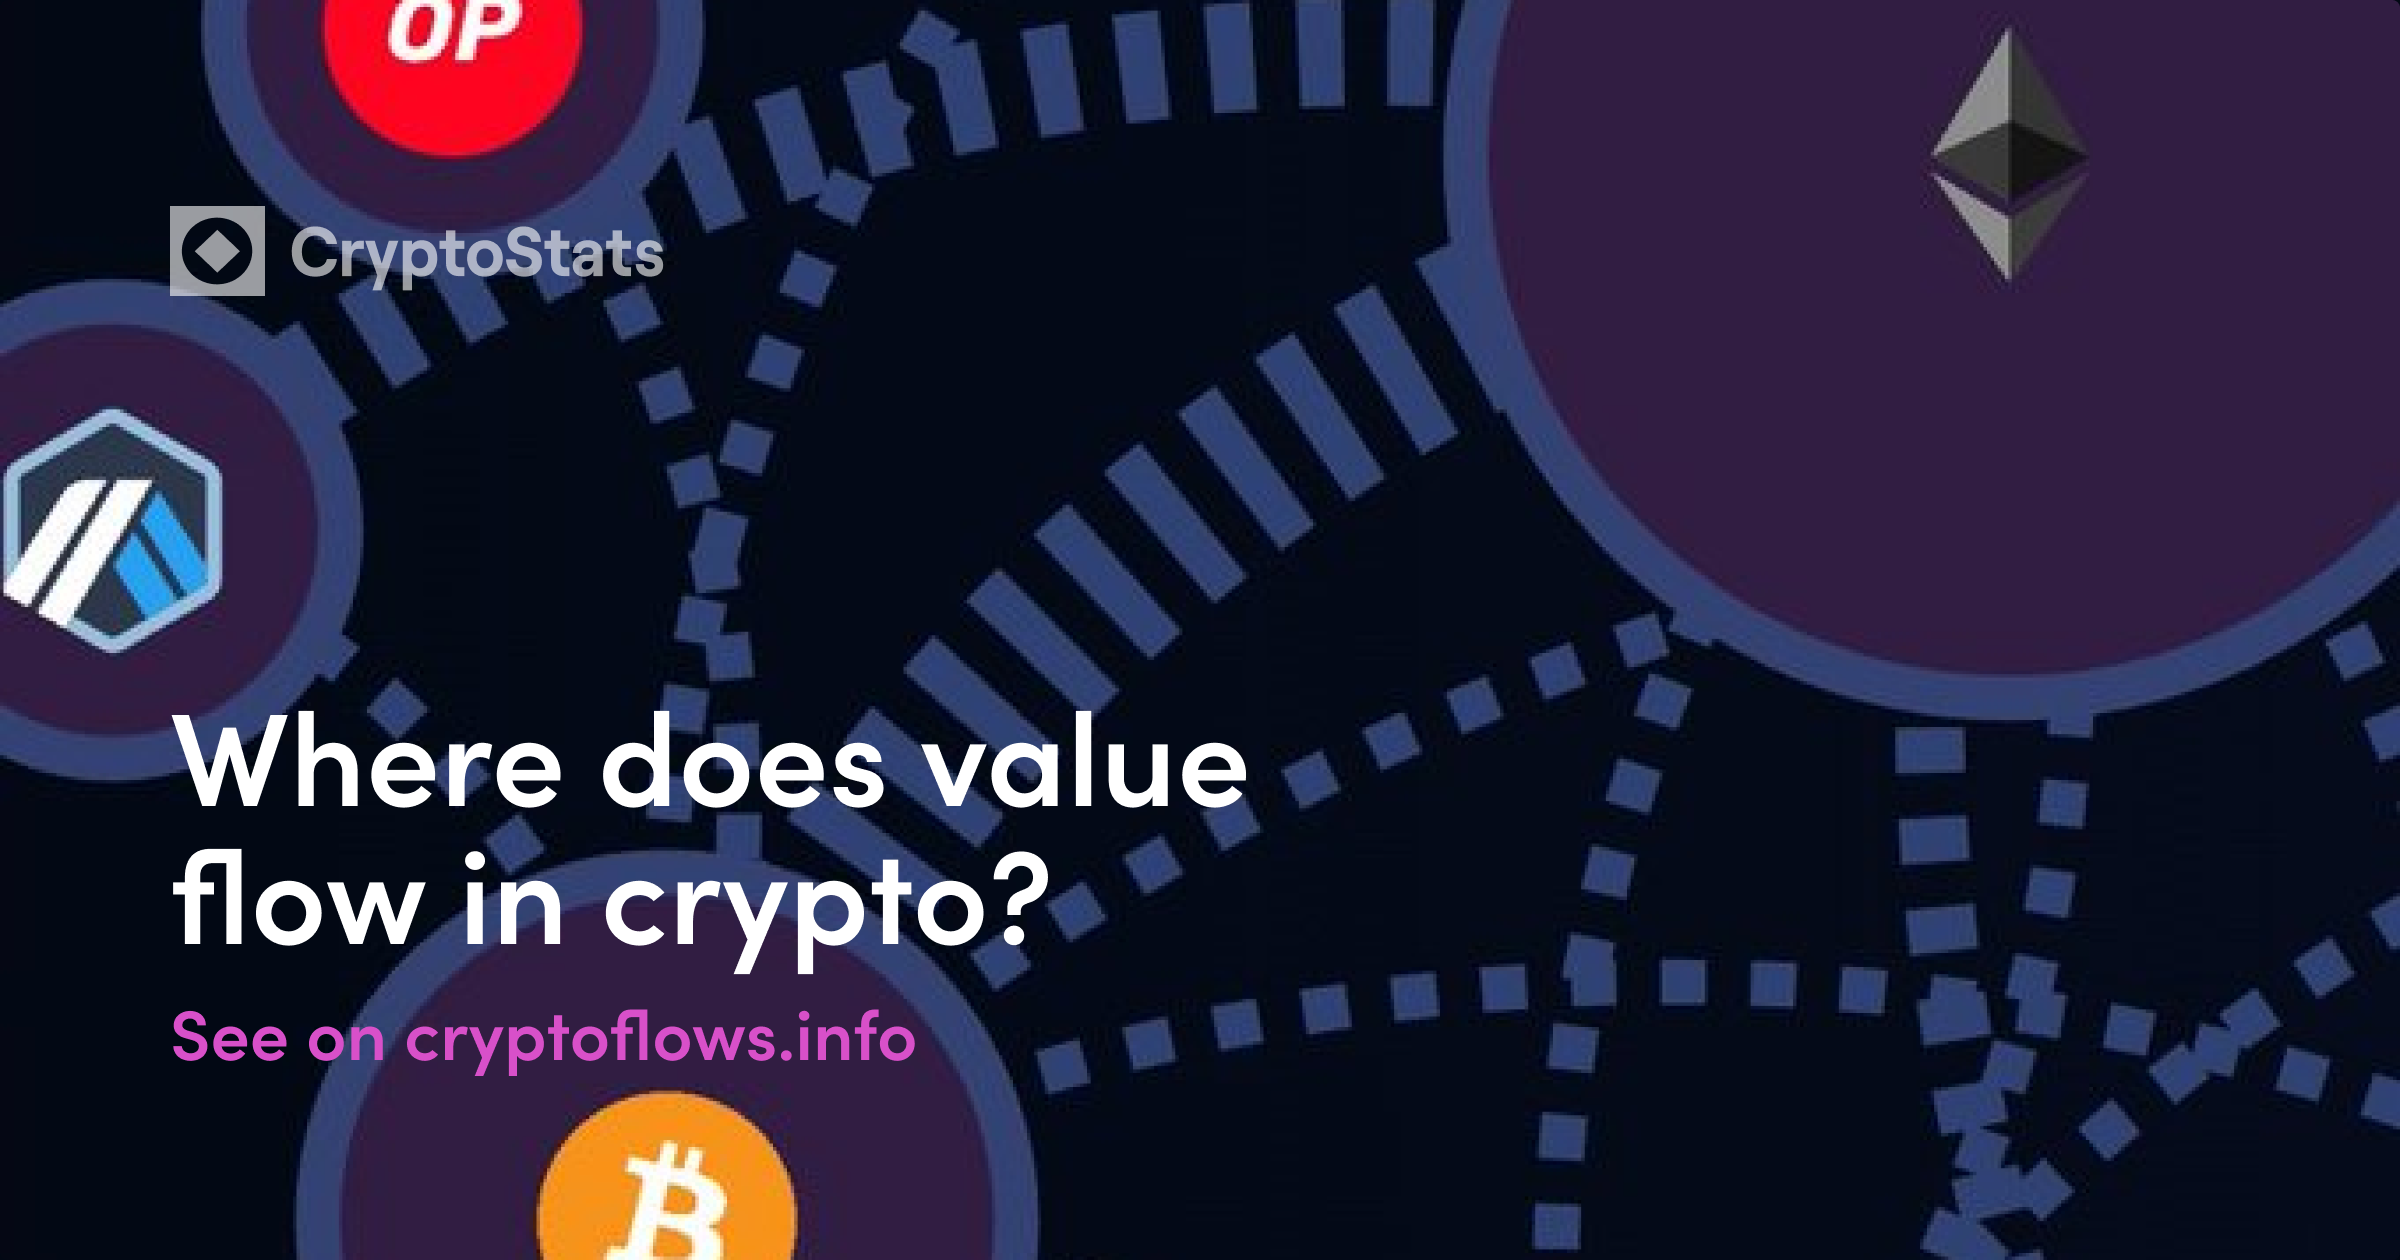 OP
CryptoStats
Where does value
flow in crypto?
See on cryptoflows.info